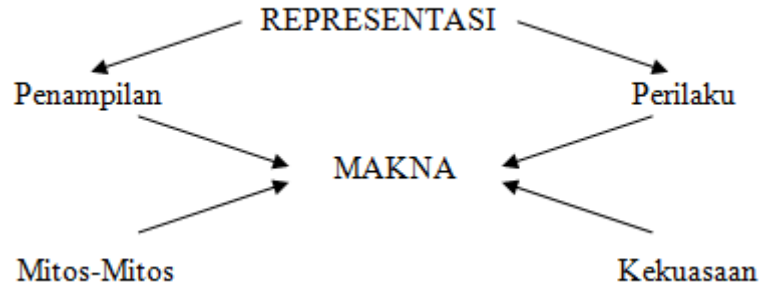 REPRESENTASI
Penampilan
Perilaku
MAKNA
Mitos-Mitos
Kekuasaan